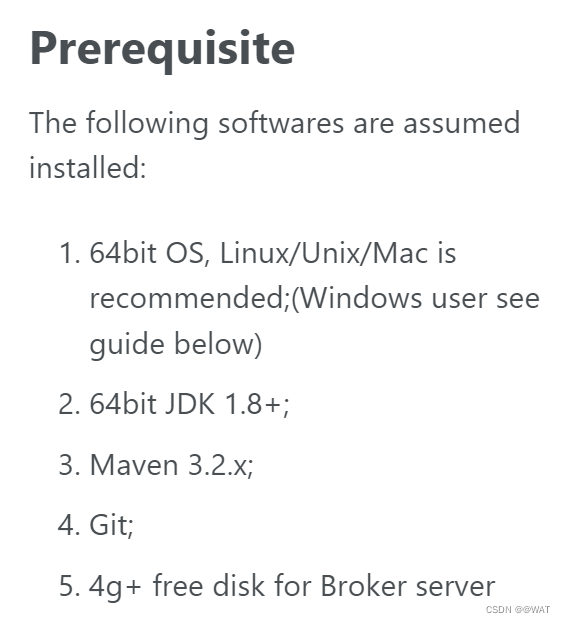 Prerequisite
The following softwares are assumed
installed:
1. 64bit OS, Linux/Unix/Mac is
recommended;(Windows user see
guide below)
2. 64bit JDK 1.8+;
3. Maven 3.2.x;
4. Git;
5. 4g+ free disk for Broker server
CSDN @@WAT